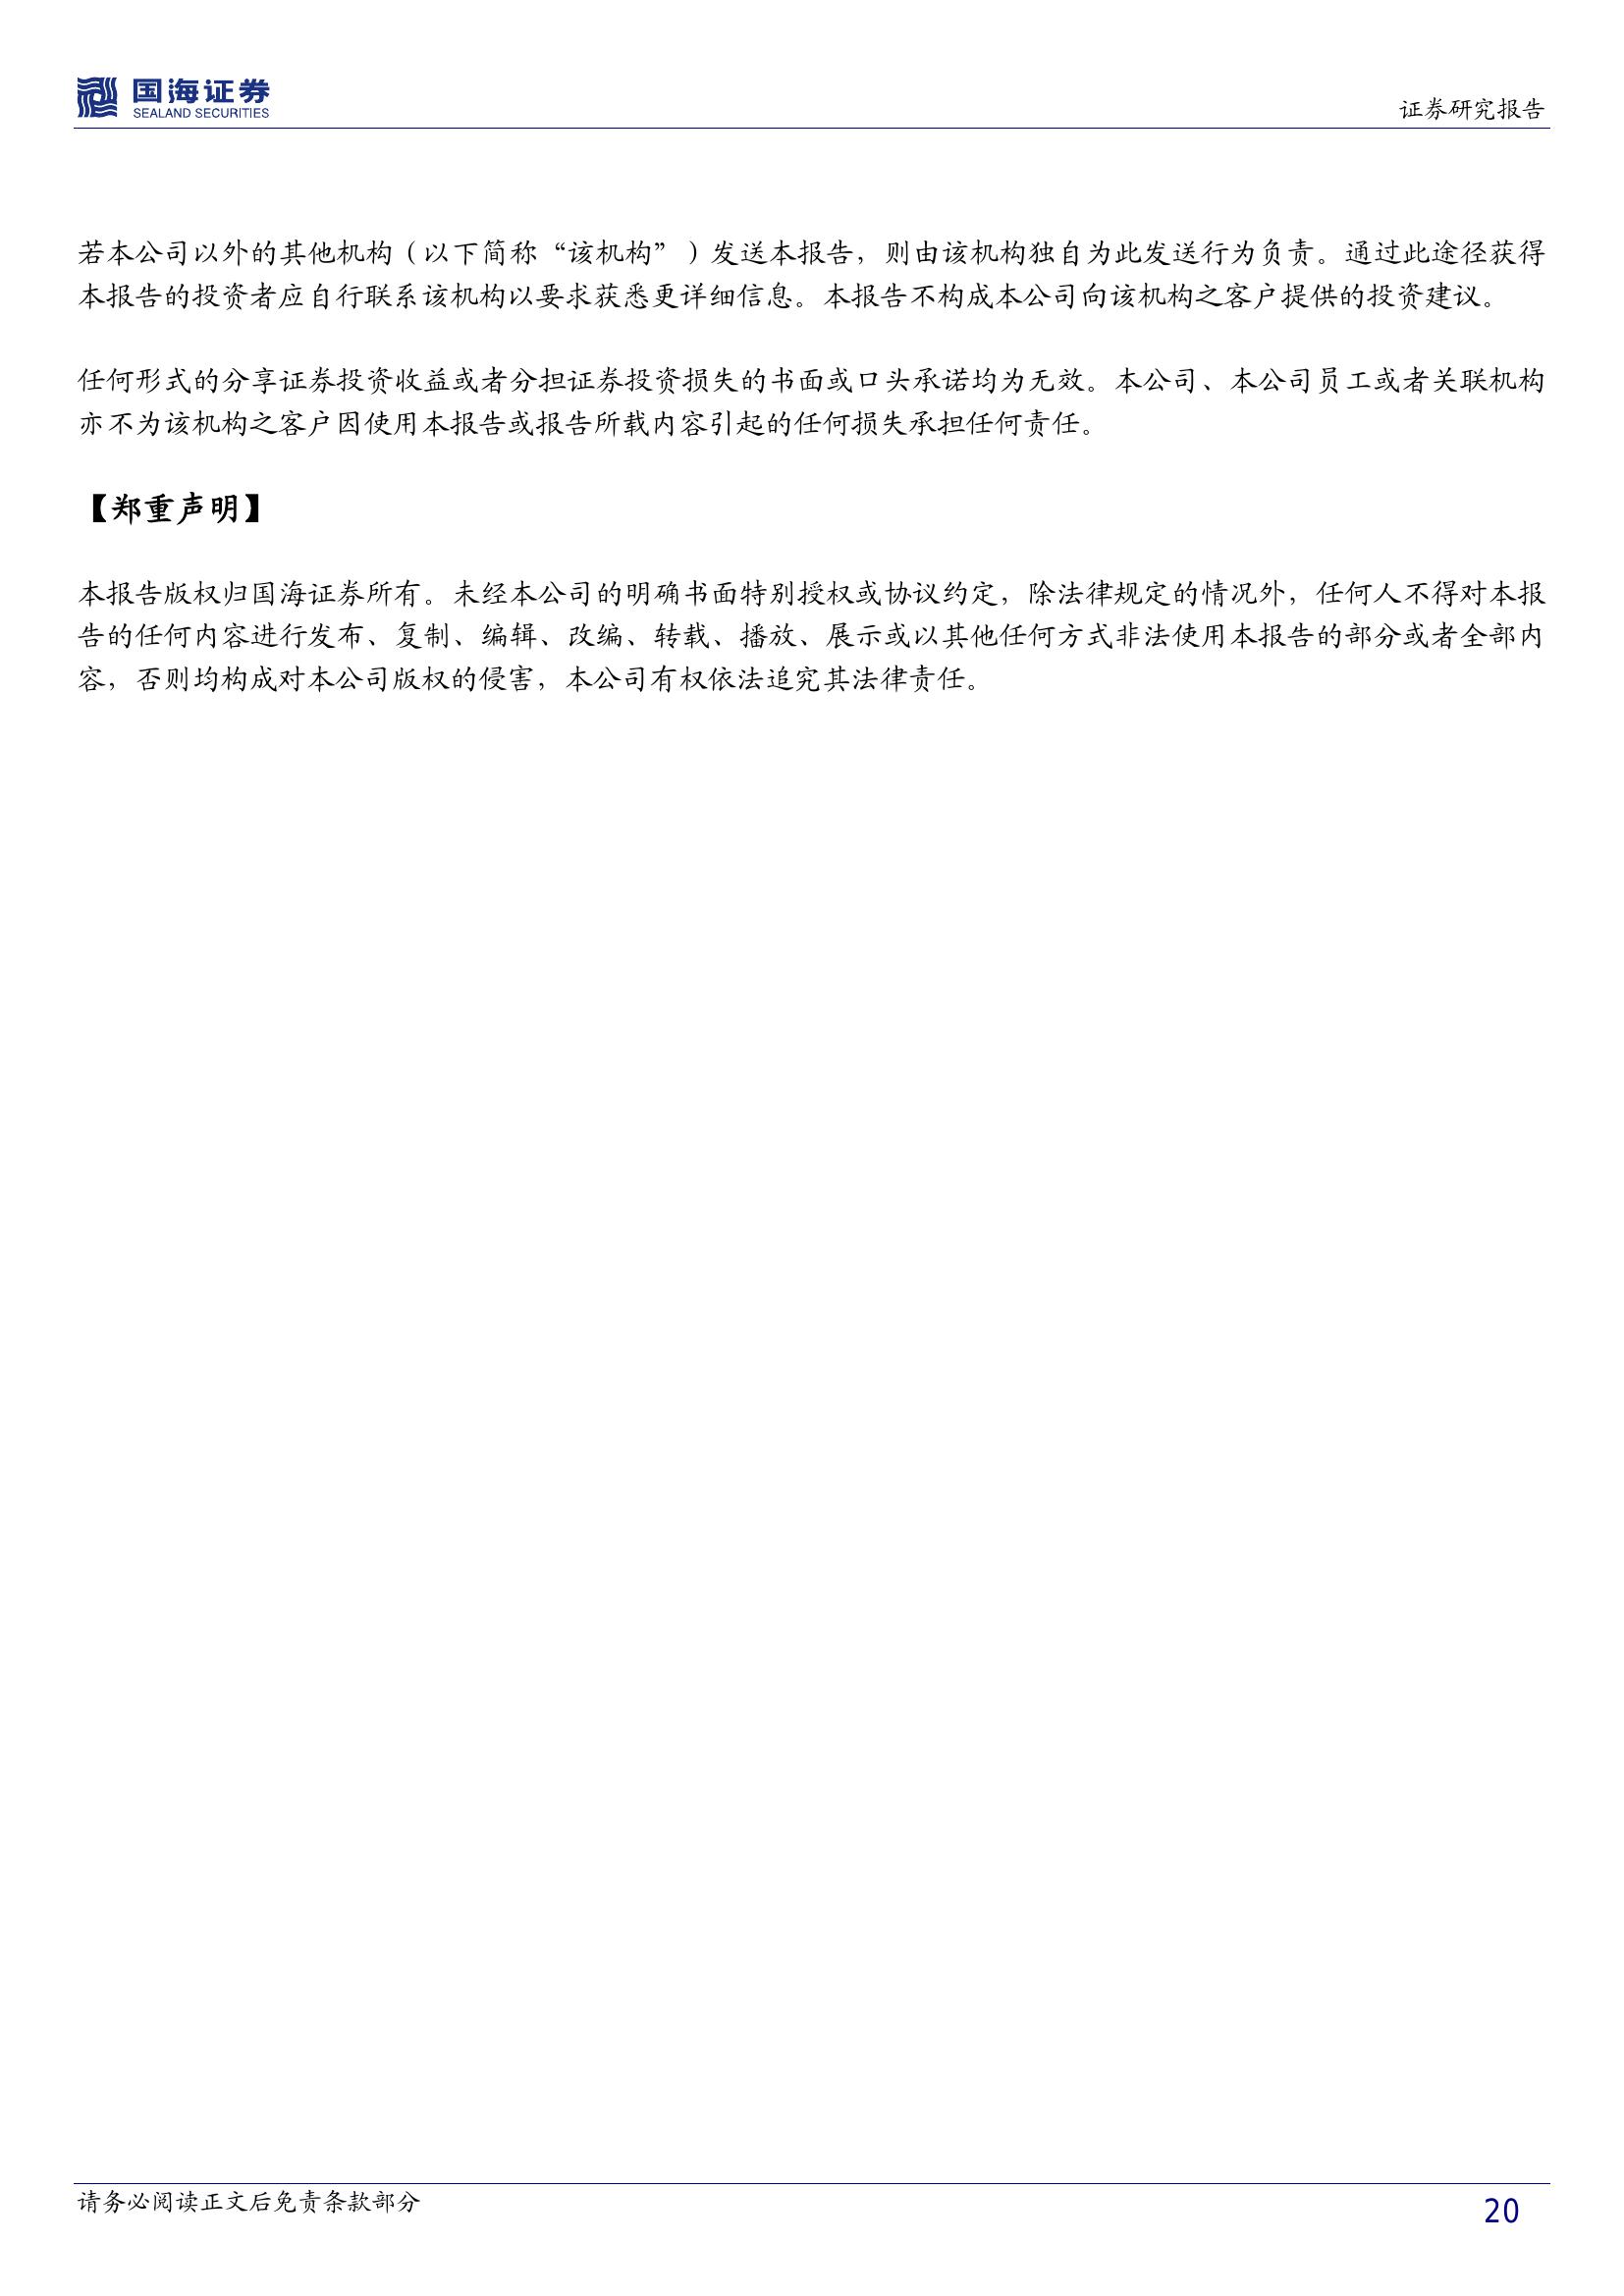 国海证券
SEALAND SECURITIES
证券研究报告
若本公司以外的其他机构（以下简称“该机构”）发送本报告，则由该机构独自为此发送行为负责。通过此途径获得
本报告的投资者应自行联系该机构以要求获悉更详细信息。本报告不构成本公司向该机构之客户提供的投资建议。
任何形式的分享证券投资收益或者分担证券投资损失的书面或口头承诺均为无效。本公司、本公司员工或者关联机构
亦不为该机构之客户因使用本报告或报告所载内容引起的任何损失承担任何责任。
【郑重声明】
本报告版权归国海证券所有。未经本公司的明确书面特别授权或协议约定，除法律规定的情况外，任何人不得对本报
告的任何内容进行发布、复制、编辑、改编、转载、播放、展示或以其他任何方式非法使用本报告的部分或者全部内
容，否则均构成对本公司版权的侵害，本公司有权依法追究其法律责任。
请务必阅读正文后免责条款部分
20